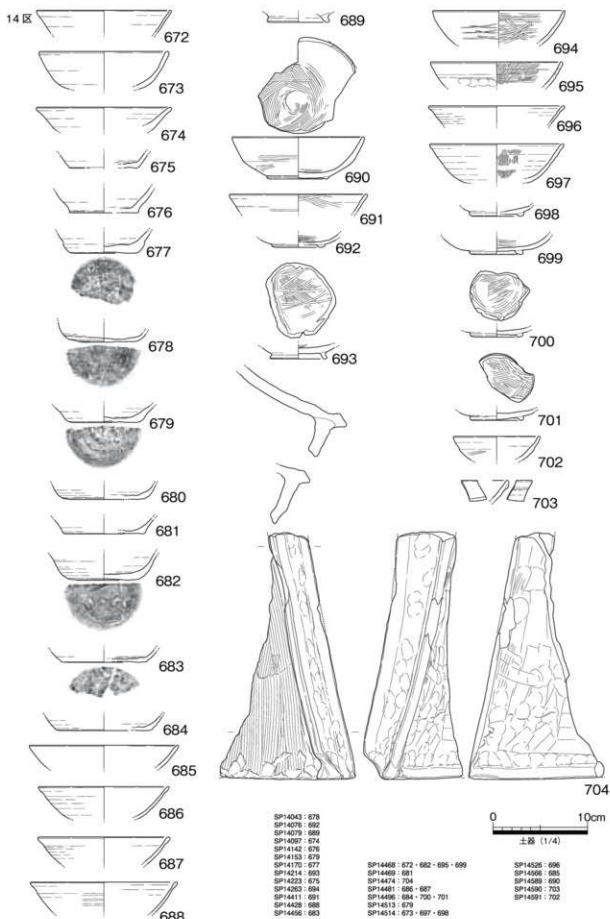 14 区
672
673
674
675
676
677
678
679
680
681
682
683
684
685
686
687
688
689
690
691
692
693
694
695
696
697
698
699
700
701
702
703
704
SP14043：678
SP14076：692
SP14079：689
SP14097：674
SP14142：676
SP14153：679
SP14170：677
SP14214：693
SP14223：675
SP14263：694
SP14411：691
SP14428：688
SP14456：683
SP14468：672・682・695・699
SP14469：681
SP14474：704
SP14481：686・687
SP14496：684・700・701
SP14513：679
SP14514：673・697・698
SP14526：696
SP14566：685
SP14589：690
SP14590：703
SP14591：702
0 10cm
土器（1/4）